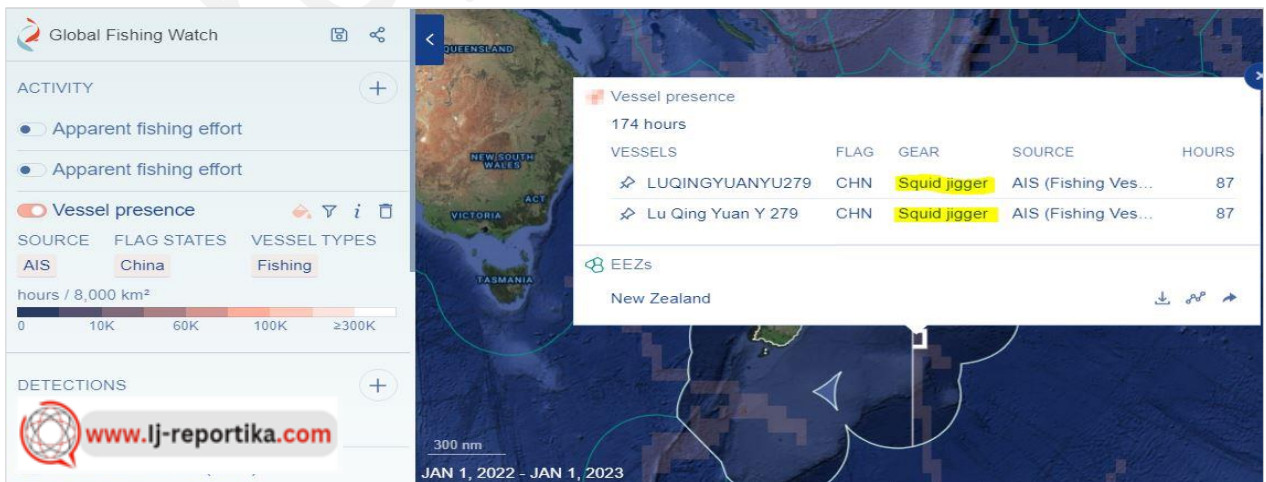 Global Fishing Watch
ACTIVITY
Apparent fishing effort
Apparent fishing effort
Vessel presence
SOURCE FLAG STATES VESSEL TYPES
AIS China Fishing
hours / 8,000 km²
0 10K 60K 100K ≥300K
DETECTIONS
www.Ij-reportika.com
QUEENSLAND
NEW SOUTH
WALES
ACT
VICTORIA
TASMANIA
300 nm
JAN 1, 2022 - JAN 1, 2023
Vessel presence
174 hours
VESSELS FLAG GEAR SOURCE HOURS
LUQINGYUANYU279 CHN Squid jigger AIS (Fishing Ves... 87
Lu Qing Yuan Y 279 CHN Squid jigger AIS (Fishing Ves... 87
EEZs
New Zealand